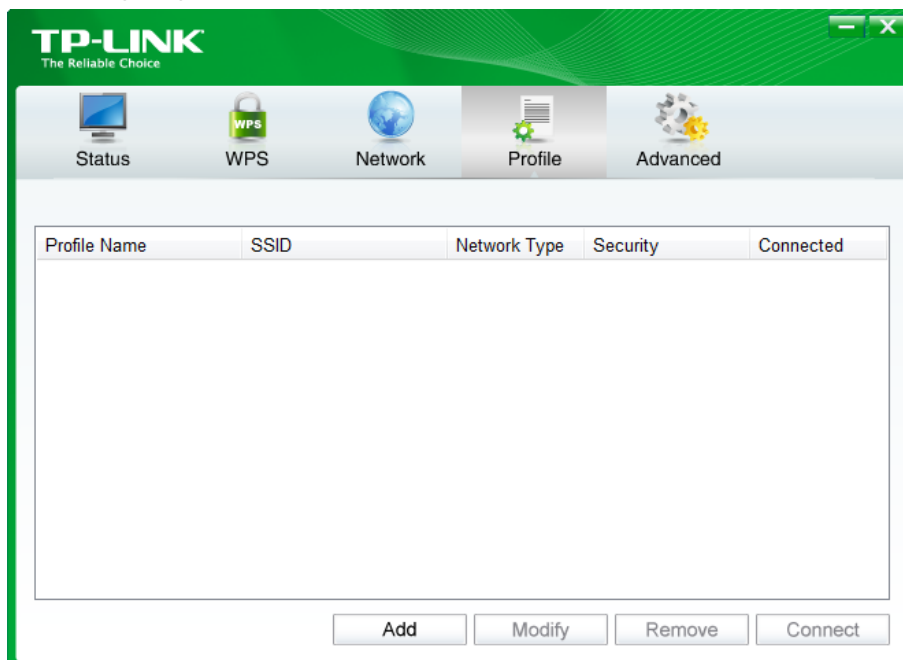 TP-LINK
The Reliable Choice
WPS
Status WPS Network Profile Advanced
Profile Name SSID Network Type Security Connected
Add Modify Remove Connect